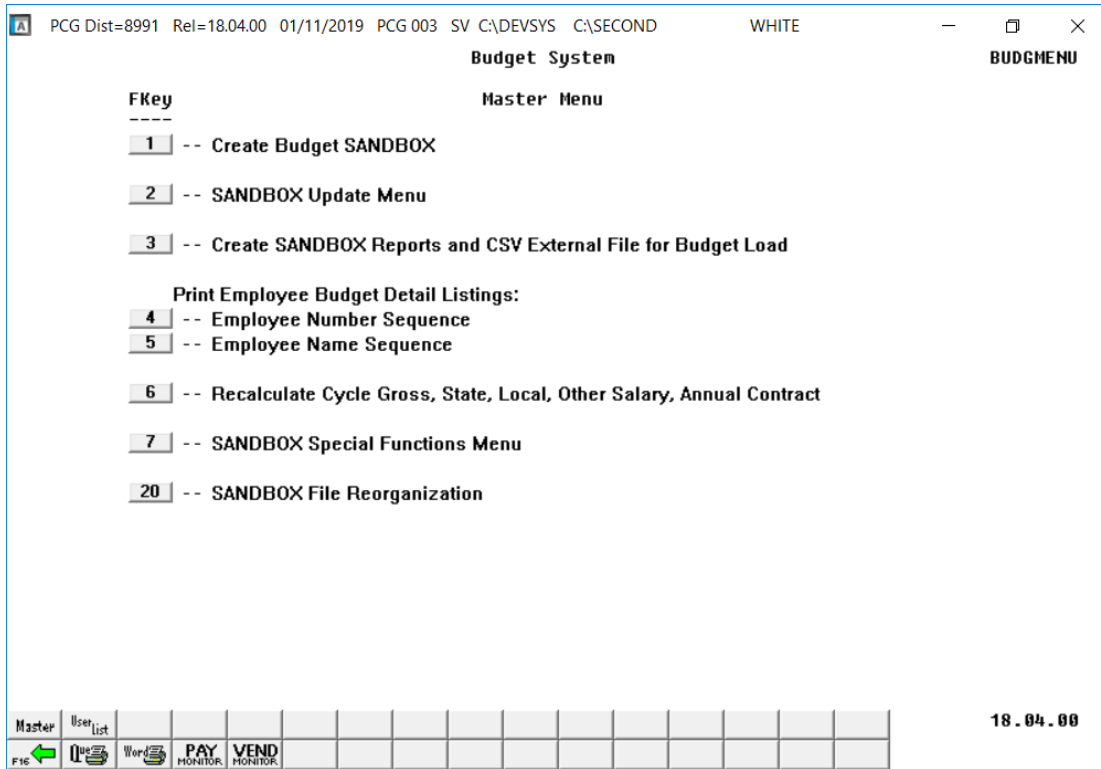 A PCG Dist=8991 Rel=18.04.00 01/11/2019 PCG 003 SV C:\DEVSYS C:\SECOND WHITE
Budget System BUDGMENU
FKey Master Menu
----
1 -- Create Budget SANDBOX
2 -- SANDBOX Update Menu
3 -- Create SANDBOX Reports and CSV External File for Budget Load
Print Employee Budget Detail Listings:
4 -- Employee Number Sequence
5 -- Employee Name Sequence
6 -- Recalculate Cycle Gross, State, Local, Other Salary, Annual Contract
7 -- SANDBOX Special Functions Menu
20 -- SANDBOX File Reorganization
Master User List 18.04.00
F16 Que Word PAY MONITOR VEND MONITOR